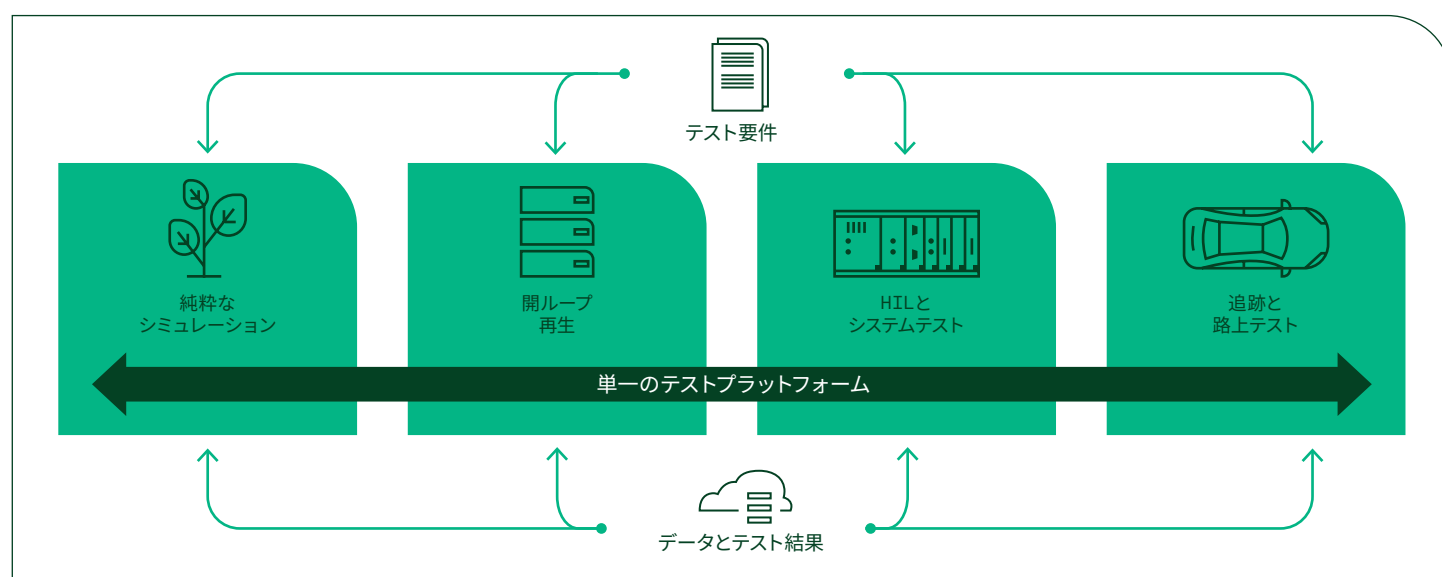 テスト要件
純粋な
シミュレーション
開ループ
再生
HILと
システムテスト
追跡と
路上テスト
単一のテストプラットフォーム
データとテスト結果